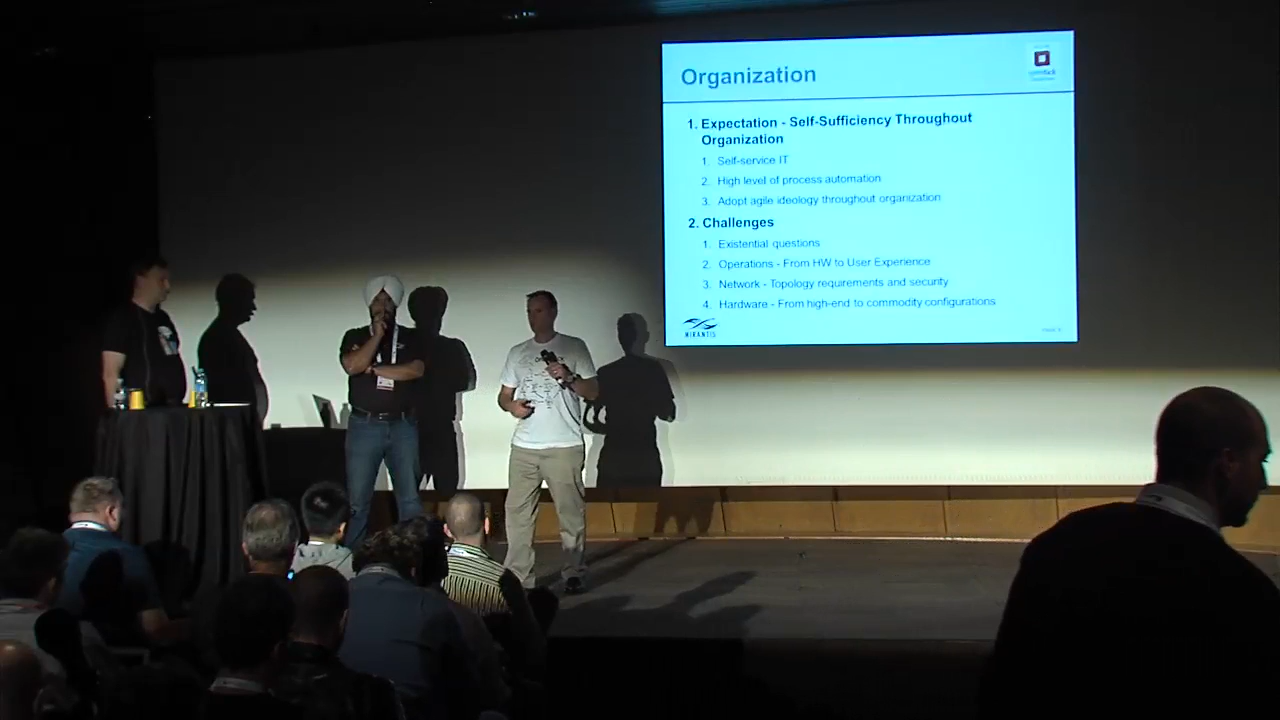 Organization
1. Expectation - Self-Sufficiency Throughout
Organization
1. Self-service IT
2. High level of process automation
3. Adopt agile ideology throughout organization
2. Challenges
1. Existential questions
2. Operations - From HW to User Experience
3. Network - Topology requirements and security
4. Hardware - From high-end to commodity configurations
MIRANTIS